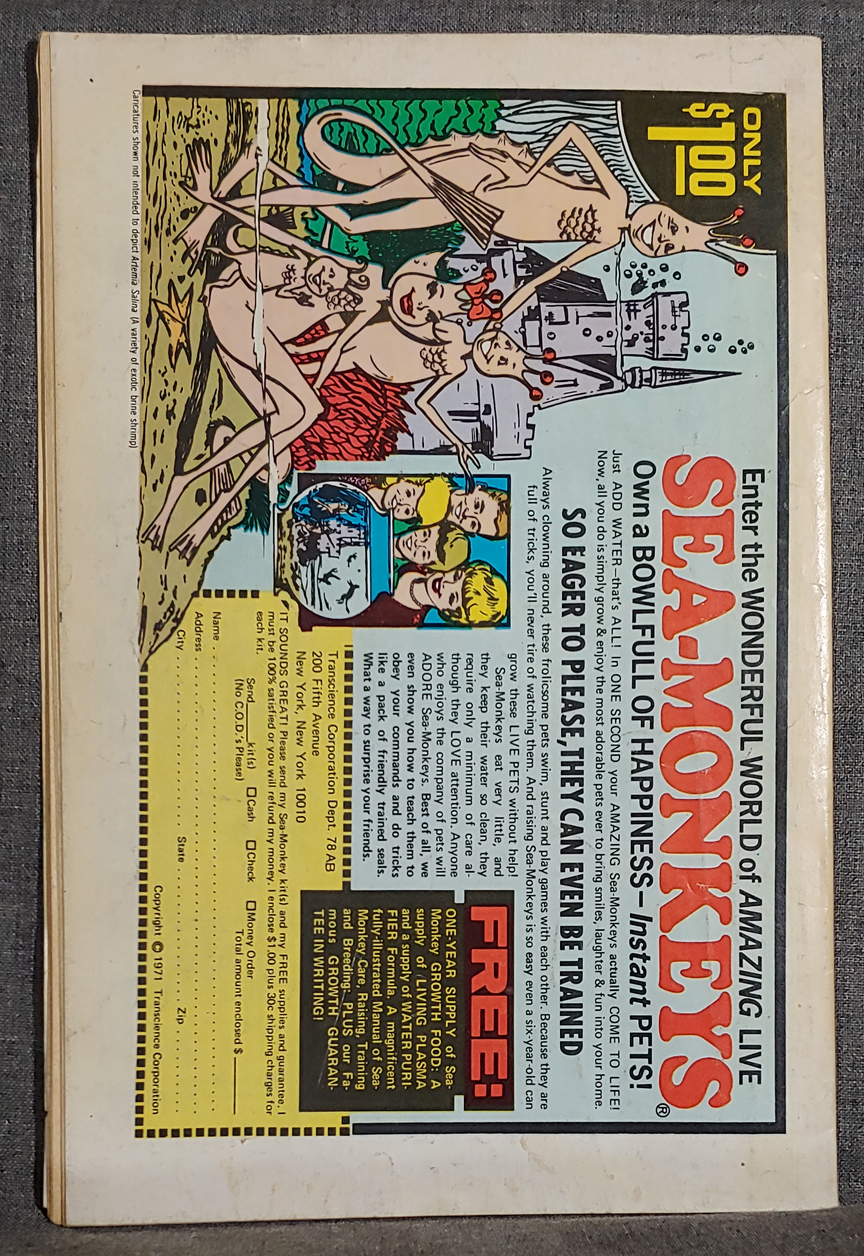 ONLY
$1.00
Enter the WONDERFUL WORLD of AMAZING LIVE
SEA-MONKEYS®
Own a BOWLFULL OF HAPPINESS—Instant PETS!
Just ADD WATER—that's ALL! In ONE SECOND your AMAZING Sea-Monkeys actually COME TO LIFE!
Now, all you do is simply grow & enjoy the most adorable pets ever to bring smiles, laughter & fun into your home.
SO EAGER TO PLEASE, THEY CAN EVEN BE TRAINED
Always clowning around, these frolicsome pets swim, stunt and play games with each other. Because they are
full of tricks, you'll never tire of watching them. And raising Sea-Monkeys is so easy even a six-year-old can
grow these LIVE PETS without help!
Sea-Monkeys eat very little, and
they keep their water so clean, they
require only a minimum of care al-
though they LOVE attention. Anyone
who enjoys the company of pets will
ADORE Sea-Monkeys. Best of all, we
even show you how to teach them to
obey your commands and do tricks
like a pack of friendly trained seals.
What a way to surprise your friends.
FREE:
ONE-YEAR SUPPLY of Sea-
Monkey GROWTH FOOD: A
supply of LIVING PLASMA
and a supply of WATER PURI-
FIER Formula. A magnificent
fully-illustrated Manual of Sea-
Monkey Care, Raising, Training
and Breeding. PLUS our Fa-
mous GROWTH GUARAN-
TEE IN WRITING!
Transcience Corporation Dept. 78 AB
200 Fifth Avenue
New York, New York 10010
IT SOUNDS GREAT! Please send my Sea-Monkey kit(s) and my FREE supplies and guarantee. I
must be 100% satisfied or you will refund my money. I enclose $1.00 plus 30c shipping charges for
each kit.
Send___kit(s) □Cash □Check □Money Order
(No C.O.D.'s Please) Total amount enclosed $ ______
Name . . . . . . . . . . . . . . . . . . . . . . . . . . . . . .
Address . . . . . . . . . . . . . . . . . . . . . . . . . . . . . .
City . . . . . . . . . . . . . . . State . . . . . . . . . . . . Zip . . . . . . . .
Copyright © 1971 Transcience Corporation
Caricatures shown not intended to depict Artemia Salina (A variety of exotic brine shrimp)